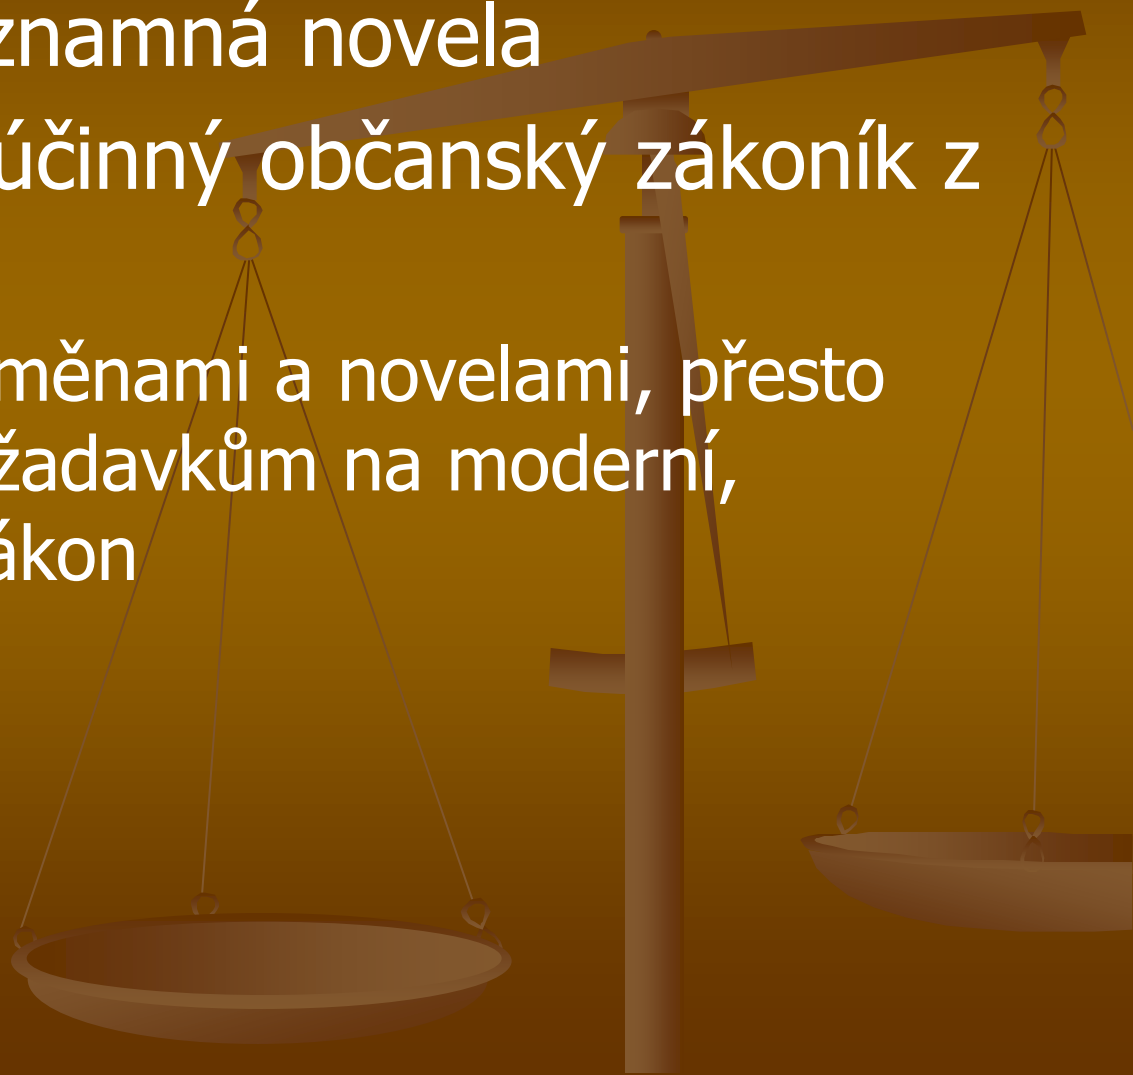 znamná novela
účinný občanský zákoník z
měnami a novelami, přesto
žadavkům na moderní,
ákon